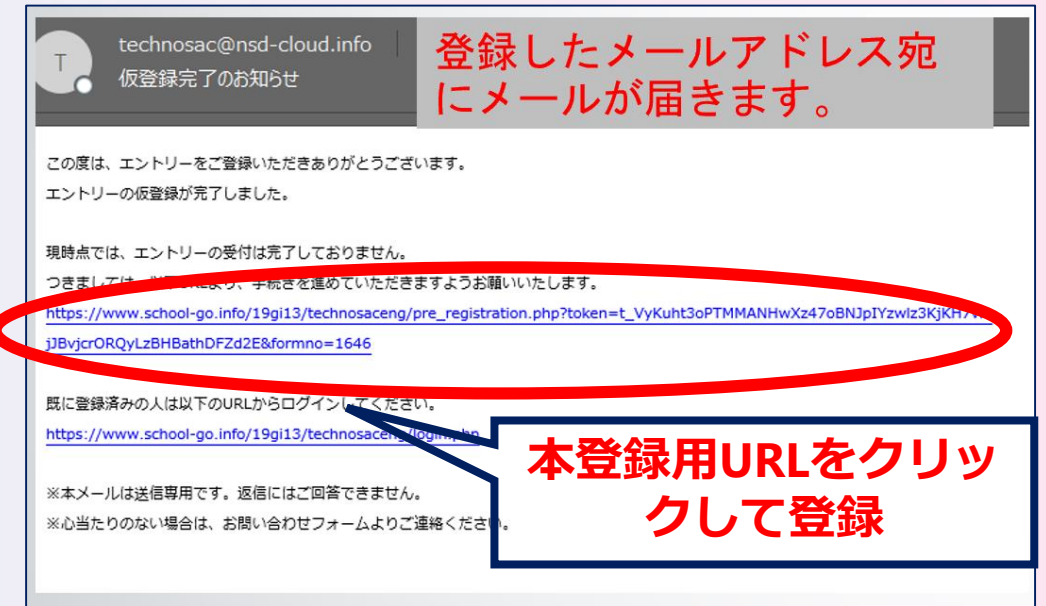 T
technosac@nsd-cloud.info
仮登録完了のお知らせ
登録したメールアドレス宛
にメールが届きます。
この度は、エントリーをご登録いただきありがとうございます。
エントリーの仮登録が完了しました。
現時点では、エントリーの受付は完了しておりません。
つきましては、 より、手続きを進めていただきますようお願いいたします。
https://www.school-go.info/19gi13/technosaceng/pre_registration.php?token=t_VyKuht3oPTMMANHwXz47oBNJpIYzwlz3KjKH7V
jJBvjcrORQyLzBHBathDFZd2E&formno=1646
既に登録済みの人は以下のURLからログインしてください。
https://www.school-go.info/19gi13/technosaceng/login.php
本登録用URLをクリッ
クして登録
※本メールは送信専用です。返信にはご回答できません。
※心当たりのない場合は、お問い合わせフォームよりご連絡ください。